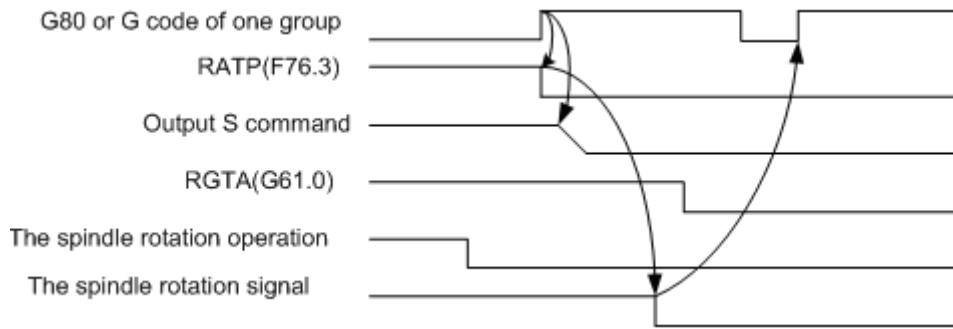 G80 or G code of one group
RATP(F76.3)
Output S command
RGTA(G61.0)
The spindle rotation operation
The spindle rotation signal